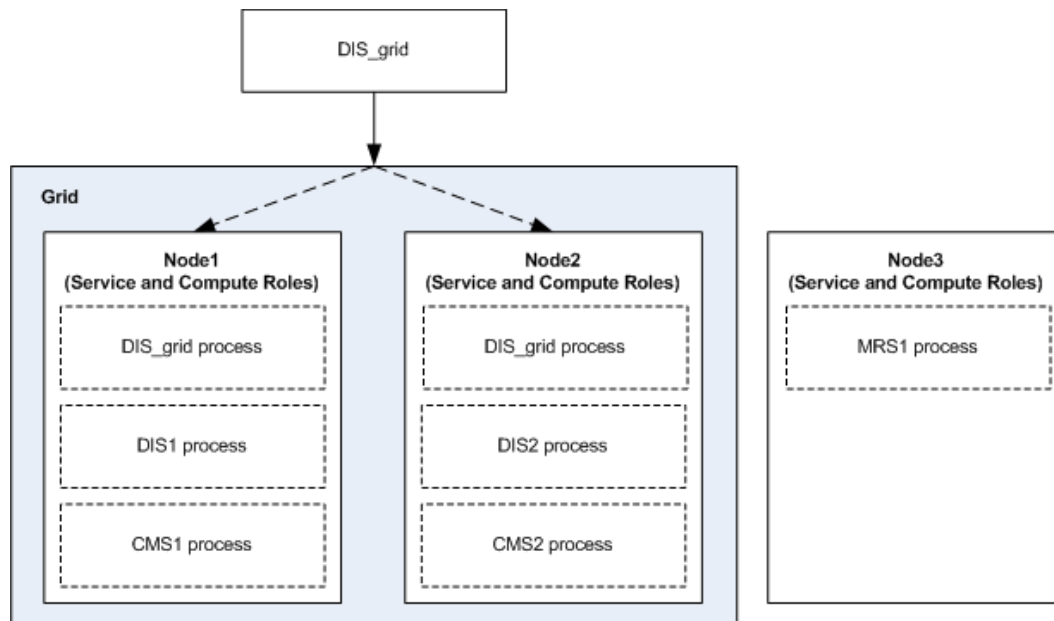 DIS_grid
Grid
Node1
(Service and Compute Roles)
DIS_grid process
DIS1 process
CMS1 process
Node2
(Service and Compute Roles)
DIS_grid process
DIS2 process
CMS2 process
Node3
(Service and Compute Roles)
MRS1 process